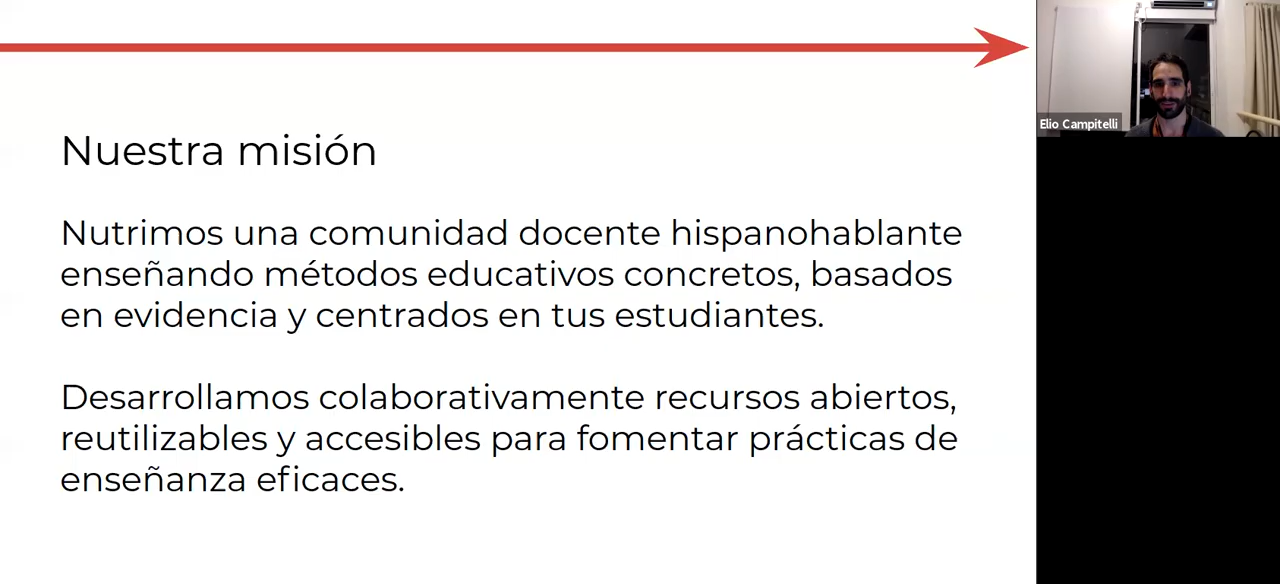 Nuestra misión
Nutrimos una comunidad docente hispanohablante
enseñando métodos educativos concretos, basados
en evidencia y centrados en tus estudiantes.
Desarrollamos colaborativamente recursos abiertos,
reutilizables y accesibles para fomentar prácticas de
enseñanza eficaces.
Elio Campitelli